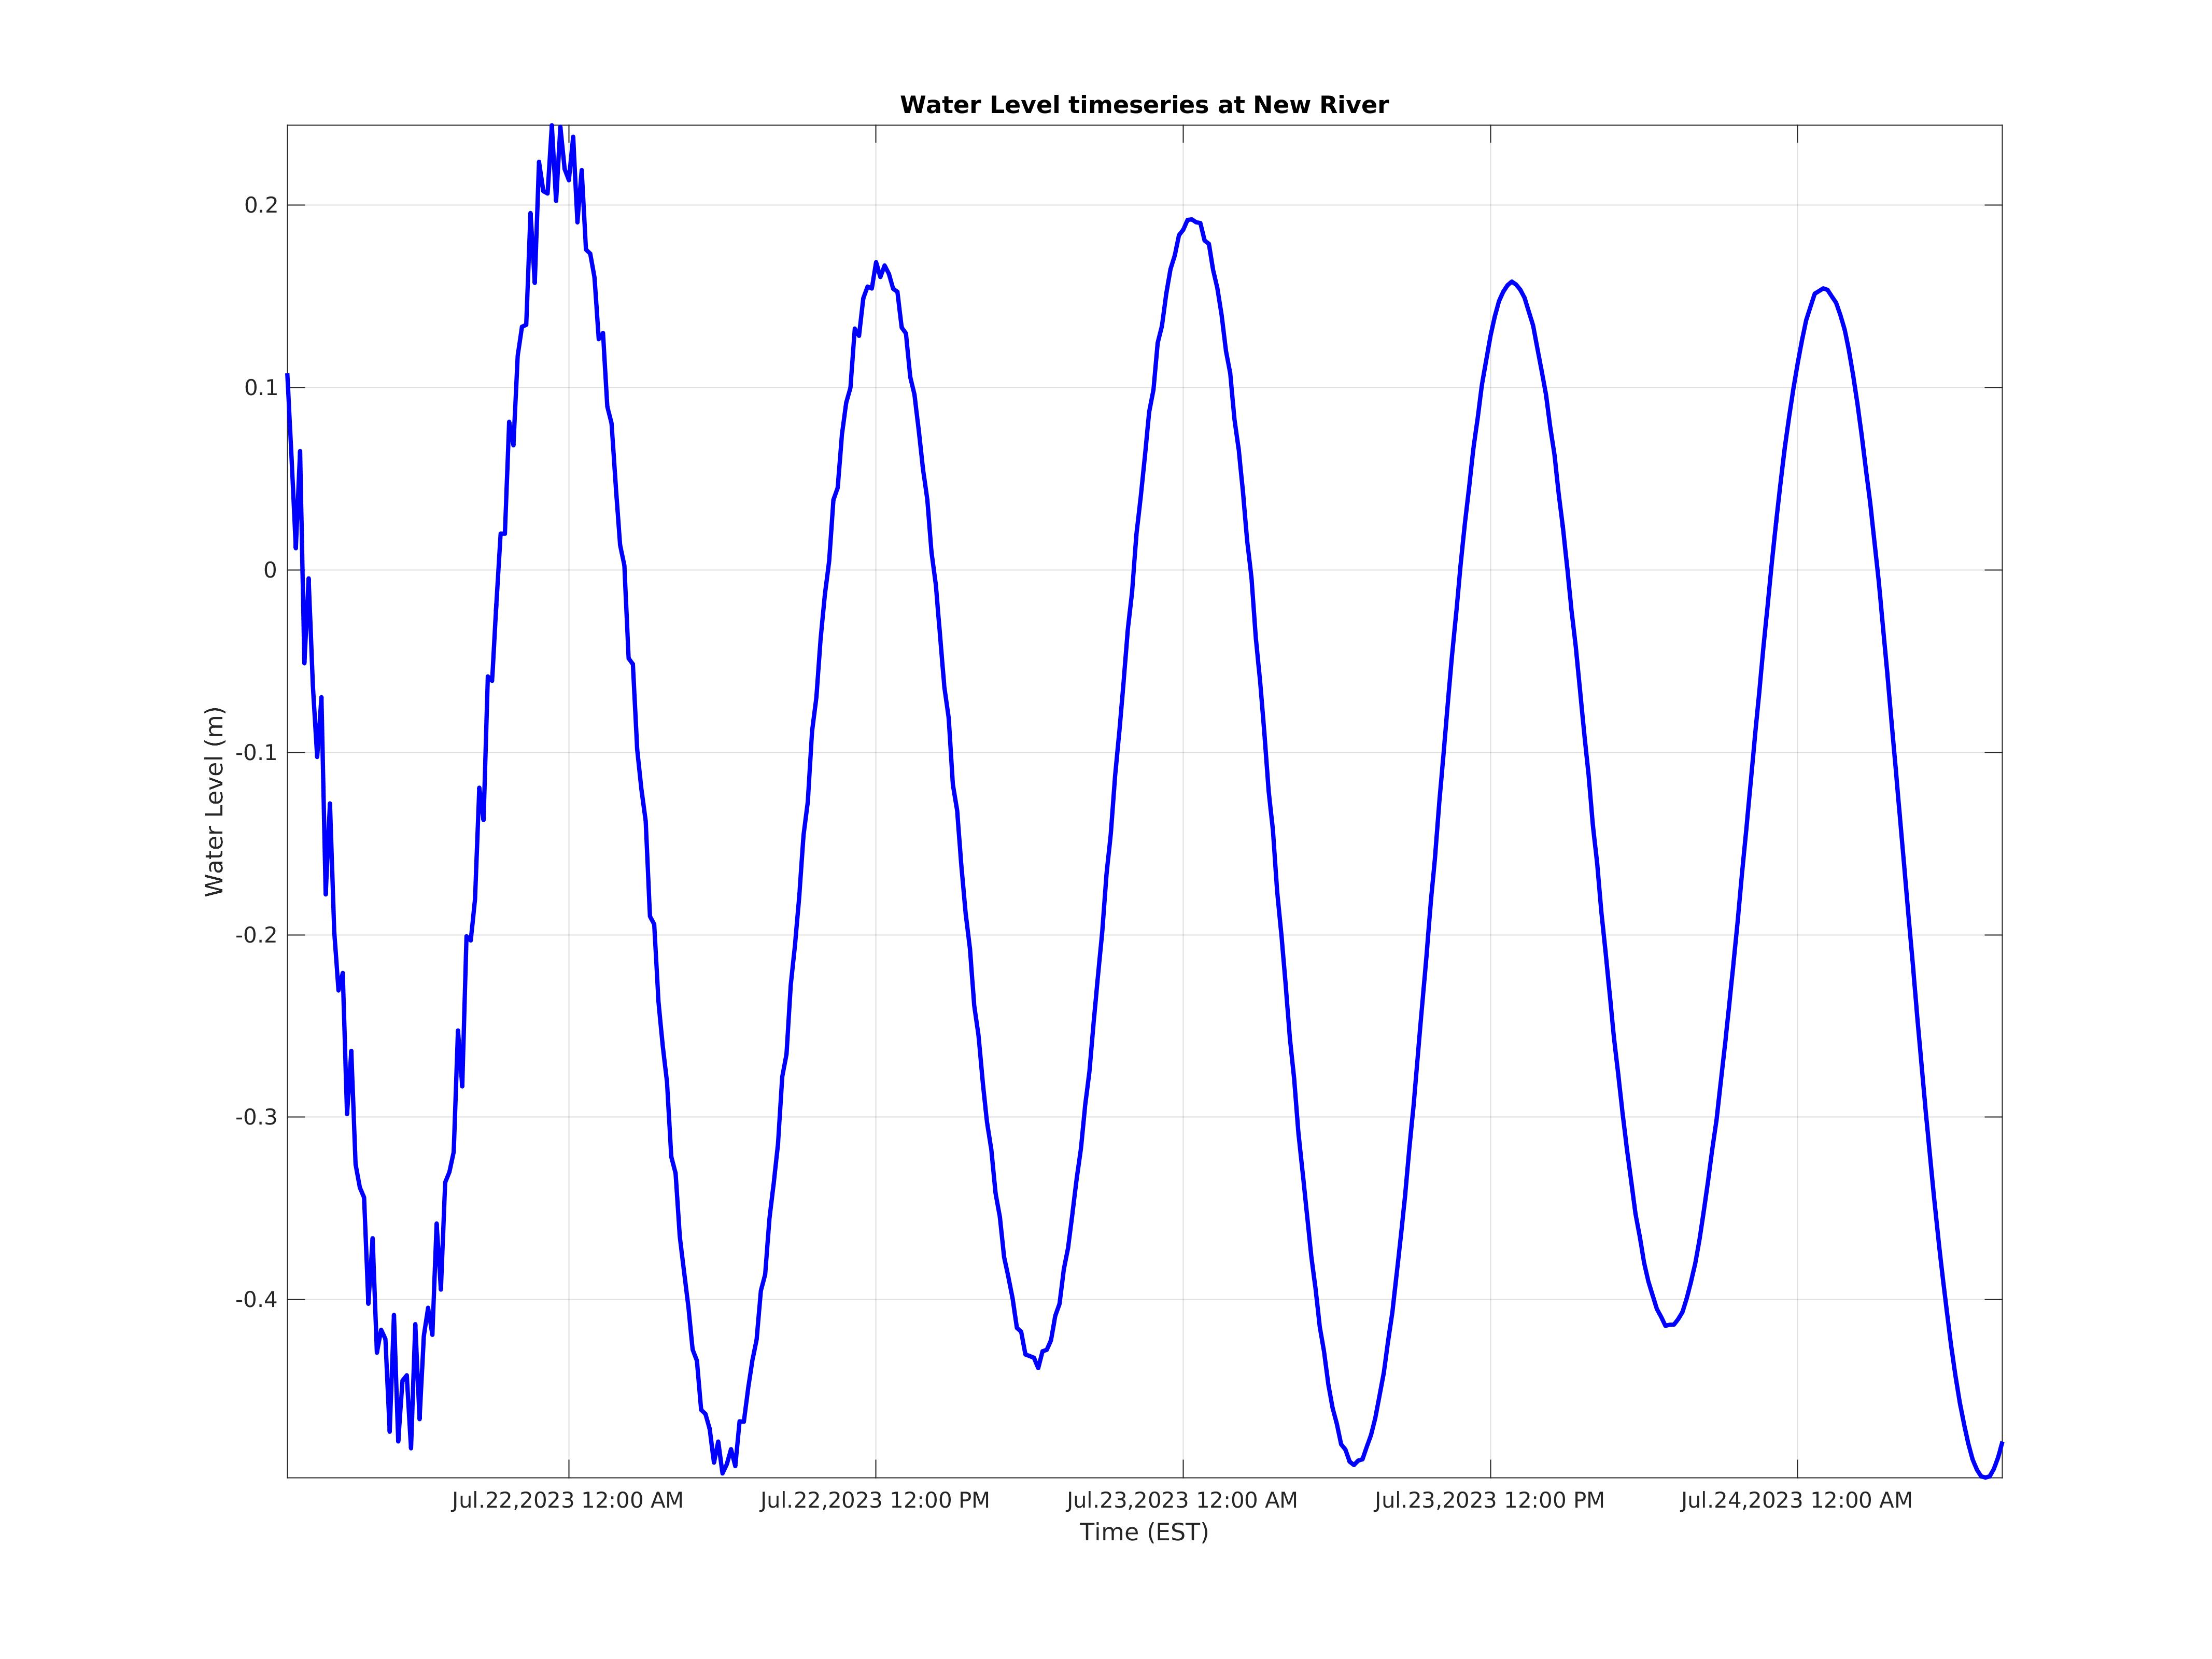 Water Level timeseries at New River
0.2
0.1
0
-0.1
-0.2
-0.3
-0.4
Water Level (m)
Jul.22,2023 12:00 AM
Jul.22,2023 12:00 PM
Jul.23,2023 12:00 AM
Jul.23,2023 12:00 PM
Jul.24,2023 12:00 AM
Time (EST)